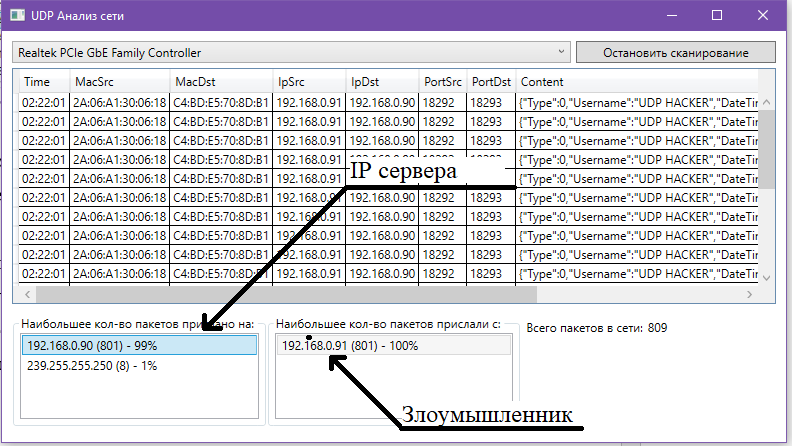 UDP Анализ сети
Realtek PCIe GbE Family Controller
Остановить сканирование
Time MacSrc MacDst IpSrc IpDst PortSrc PortDst Content
02:22:01 2A:06:A1:30:06:18 C4:BD:E5:70:8D:B1 192.168.0.91 192.168.0.90 18292 18293 {"Type":0,"Username":"UDP HACKER","DateTin
02:22:01 2A:06:A1:30:06:18 C4:BD:E5:70:8D:B1 192.168.0.91 192.168.0.90 18292 18293 {"Type":0,"Username":"UDP HACKER","DateTin
02:22:01 2A:06:A1:30:06:18 C4:BD:E5:70:8D:B1 192.168.0.91 192.168.0.90 18292 18293 {"Type":0,"Username":"UDP HACKER","DateTin
02:22:01 2A:06:A1:30:06:18 C4:BD:E5:70:8D:B1 192.168.0.91 192.168.0.90 18292 18293 {"Type":0,"Username":"UDP HACKER","DateTin
02:22:01 2A:06:A1:30:06:18 C4:BD:E5:70:8D:B1 192.168.0.91 {"Type":0,"Username":"UDP HACKER","DateTin
IP сервера
02:22:01 2A:06:A1:30:06:18 C4:BD:E5:70:8D:B1 192.168.0.91 192.168.0.90 18292 18293 {"Type":0,"Username":"UDP HACKER","DateTin
02:22:01 2A:06:A1:30:06:18 C4:BD:E5:70:8D:B1 192.168.0.91 192.168.0.90 18292 18293 {"Type":0,"Username":"UDP HACKER","DateTin
02:22:01 2A:06:A1:30:06:18 C4:BD:E5:70:8D:B1 192.168.0.91 192.168.0.90 18292 18293 {"Type":0,"Username":"UDP HACKER","DateTin
02:22:01 2A:06:A1:30:06:18 C4:BD:E5:70:8D:B1 192.168.0.91 192.168.0.90 18292 18293 {"Type":0,"Username":"UDP HACKER","DateTin
02:22:01 2A:06:A1:30:06:18 C4:BD:E5:70:8D:B1 192.168.0.91 192.168.0.90 18292 18293 {"Type":0,"Username":"UDP HACKER","DateTin
Наибольшее кол-во пакетов прислано на:
192.168.0.90 (801) - 99%
239.255.255.250 (8) - 1%
Наибольшее кол-во пакетов прислали с:
192.168.0.91 (801) - 100%
Всего пакетов в сети: 809
Злоумышленник